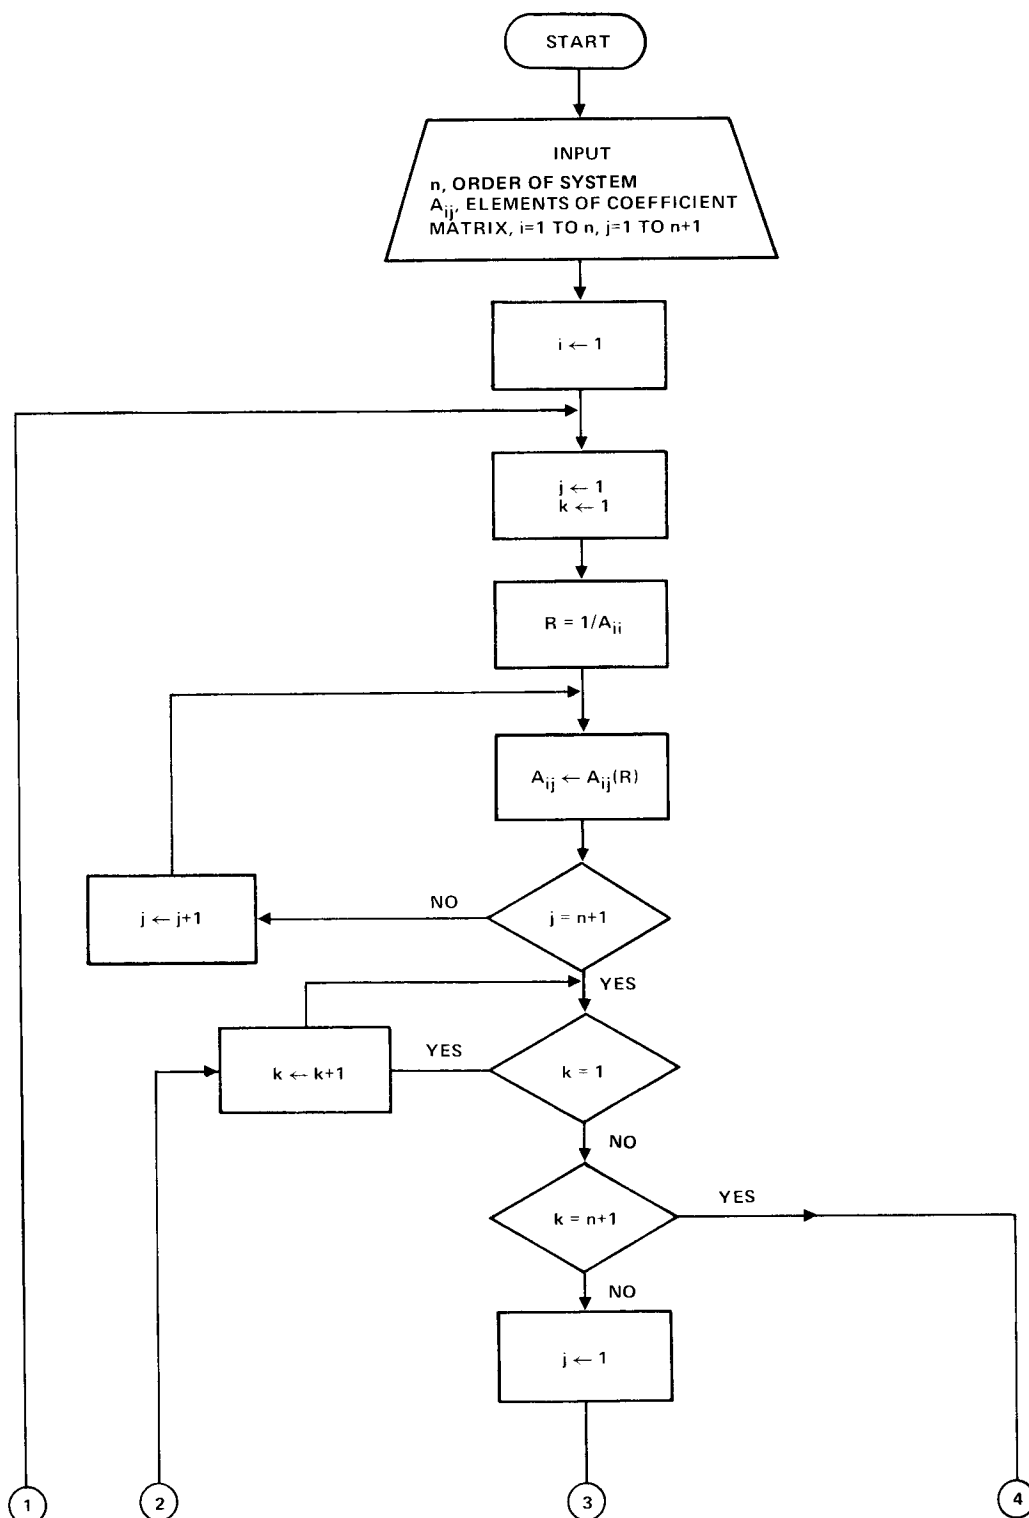 START
INPUT
n, ORDER OF SYSTEM
Aij, ELEMENTS OF COEFFICIENT
MATRIX, i=1 TO n, j=1 TO n+1
i ← 1
j ← 1
k ← 1
R = 1/Aii
Aij ← Aij(R)
j ← j+1
NO
j = n+1
YES
k ← k+1
YES
k = 1
NO
k = n+1
YES
NO
j ← 1
1
2
3
4